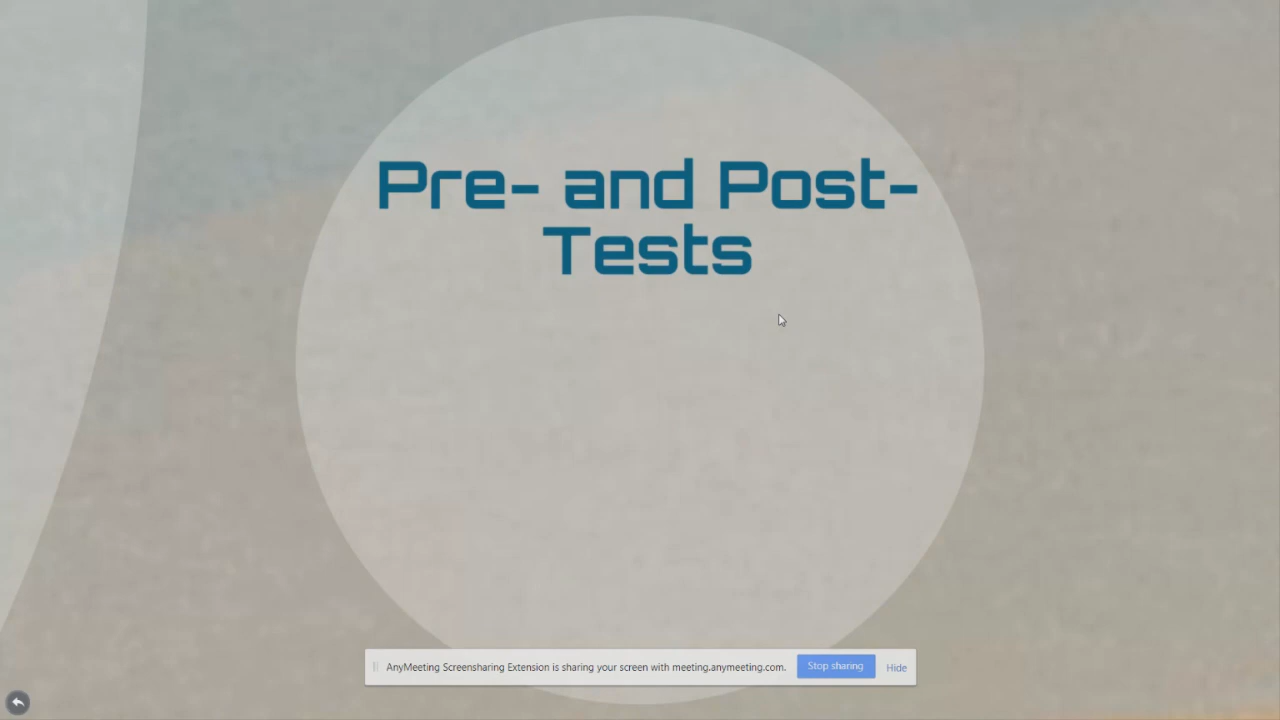 Pre- and Post-
Tests
AnyMeeting Screensharing Extension is sharing your screen with meeting.anymeeting.com. Stop sharing Hide